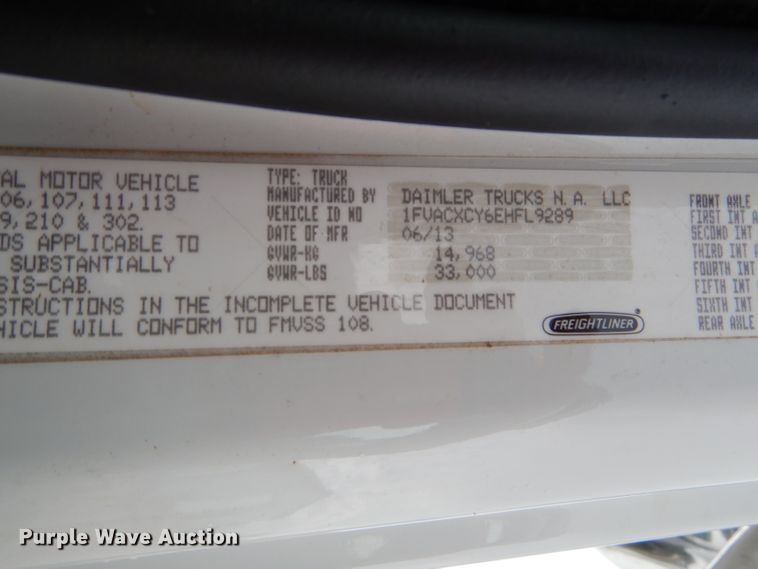 AL MOTOR VEHICLE
06, 107, 111, 113
9, 210 & 302.
DS APPLICABLE TO
SUBSTANTIALLY
SIS-CAB.
STRUCTIONS IN THE INCOMPLETE VEHICLE DOCUMENT
HICLE WILL CONFORM TO FMVSS 108.
TYPE: TRUCK
MANUFACTURED BY DAIMLER TRUCKS N. A. LLC
VEHICLE ID NO 1FVACXCY6EHFL9289
DATE OF MFR 06/13
GVWR-KG 14,968
GVWR-LBS 33,000
FREIGHTLINER
FRONT AXLE
FIRST INT A
SECOND INT
THIRD INT A
FOURTH INT
FIFTH INT
SIXTH INT
REAR AXLE
Purple Wave Auction